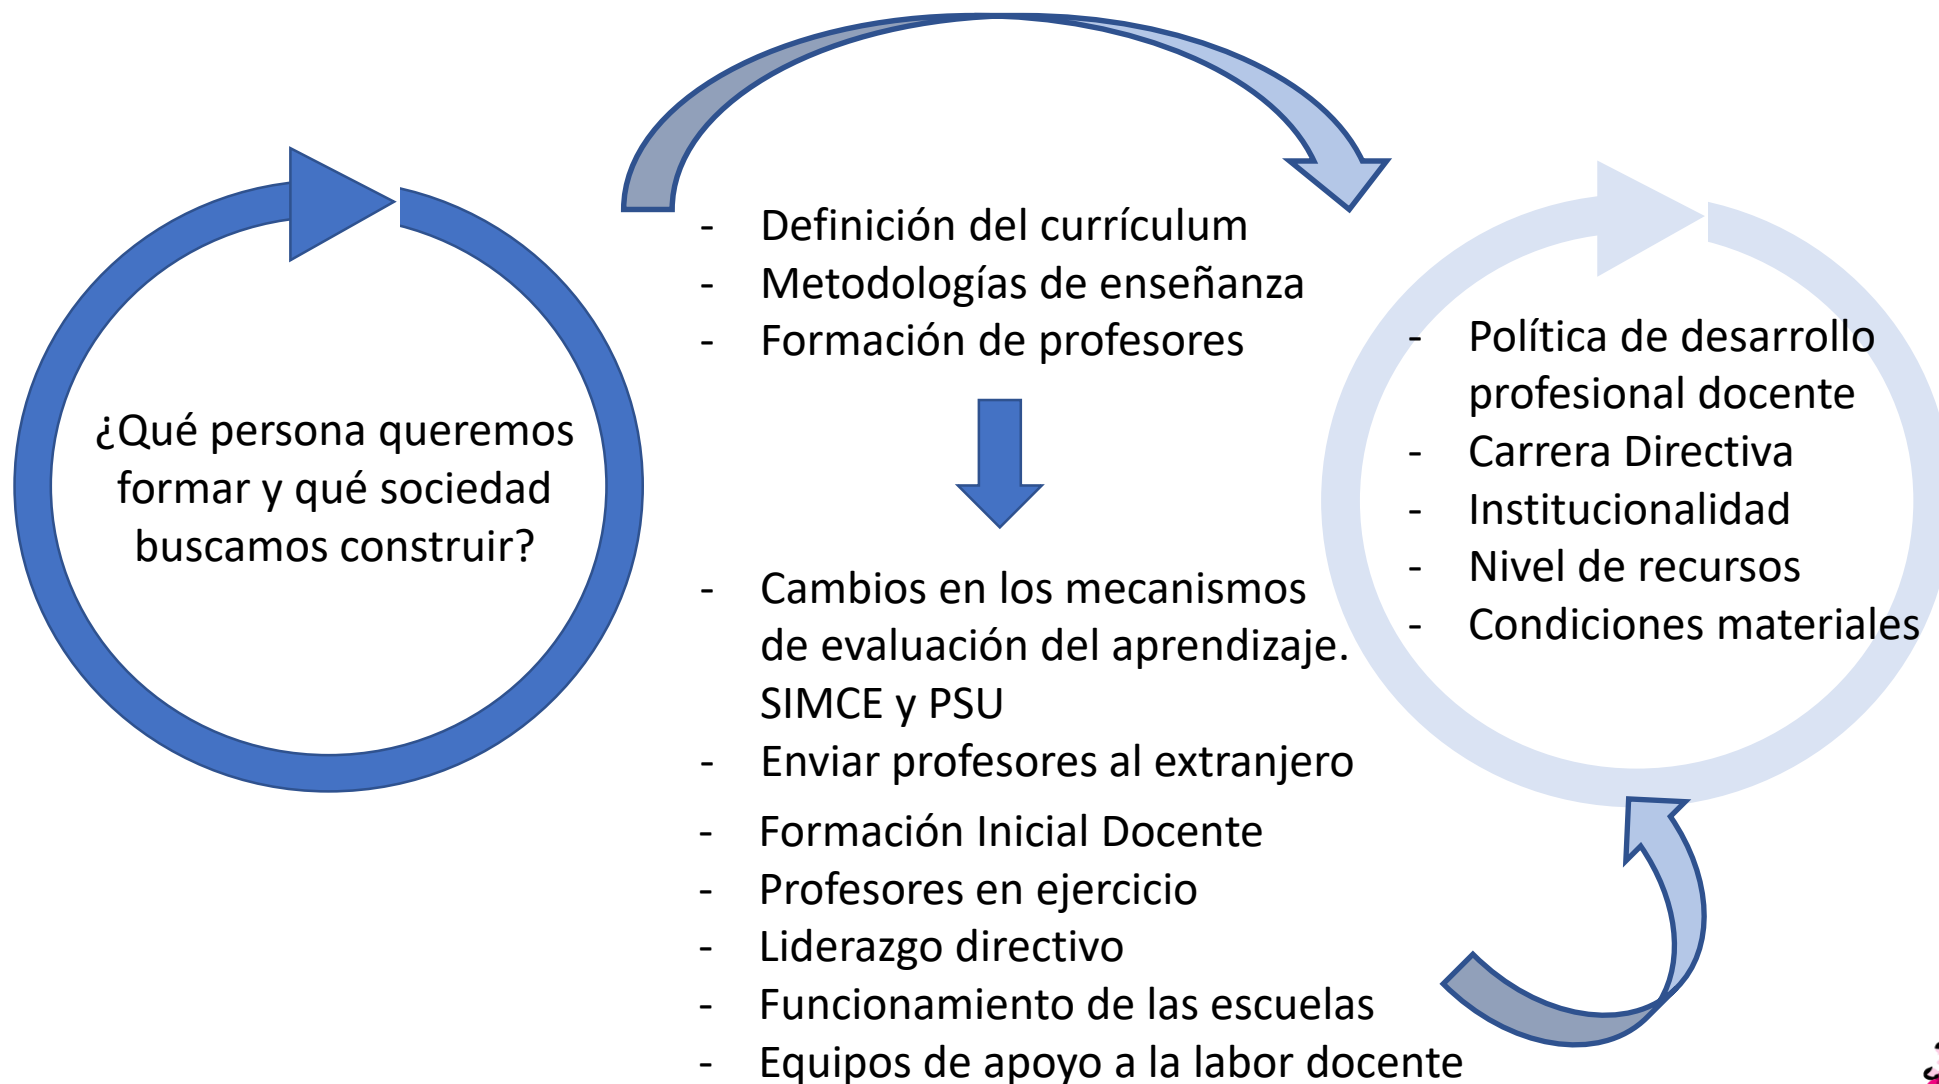 ¿Qué persona queremos
formar y qué sociedad
buscamos construir?
- Definición del currículum
- Metodologías de enseñanza
- Formación de profesores
- Cambios en los mecanismos
de evaluación del aprendizaje.
SIMCE y PSU
- Enviar profesores al extranjero
- Formación Inicial Docente
- Profesores en ejercicio
- Liderazgo directivo
- Funcionamiento de las escuelas
- Equipos de apoyo a la labor docente
- Política de desarrollo
profesional docente
- Carrera Directiva
- Institucionalidad
- Nivel de recursos
- Condiciones materiales